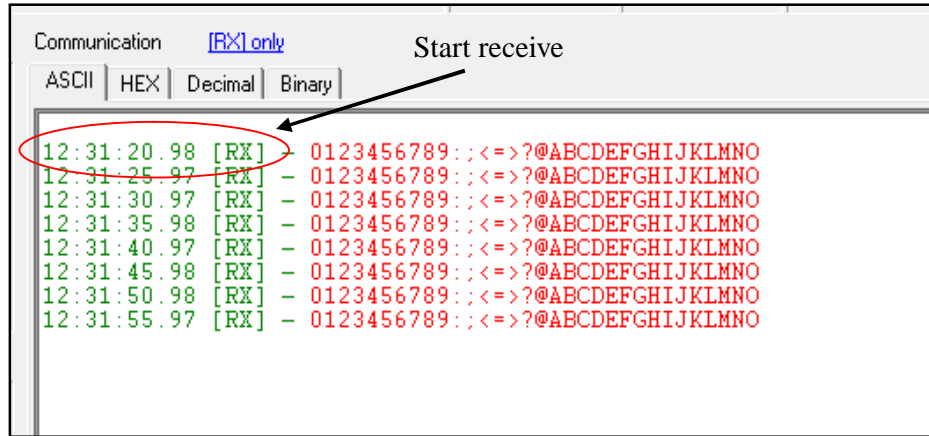 Communication [RX] only Start receive
ASCII HEX Decimal Binary
12:31:20.98 [RX] – 0123456789:;<=>?@ABCDEFGHIJKLMNO
12:31:25.97 [RX] – 0123456789:;<=>?@ABCDEFGHIJKLMNO
12:31:30.97 [RX] – 0123456789:;<=>?@ABCDEFGHIJKLMNO
12:31:35.98 [RX] – 0123456789:;<=>?@ABCDEFGHIJKLMNO
12:31:40.97 [RX] – 0123456789:;<=>?@ABCDEFGHIJKLMNO
12:31:45.98 [RX] – 0123456789:;<=>?@ABCDEFGHIJKLMNO
12:31:50.98 [RX] – 0123456789:;<=>?@ABCDEFGHIJKLMNO
12:31:55.97 [RX] – 0123456789:;<=>?@ABCDEFGHIJKLMNO